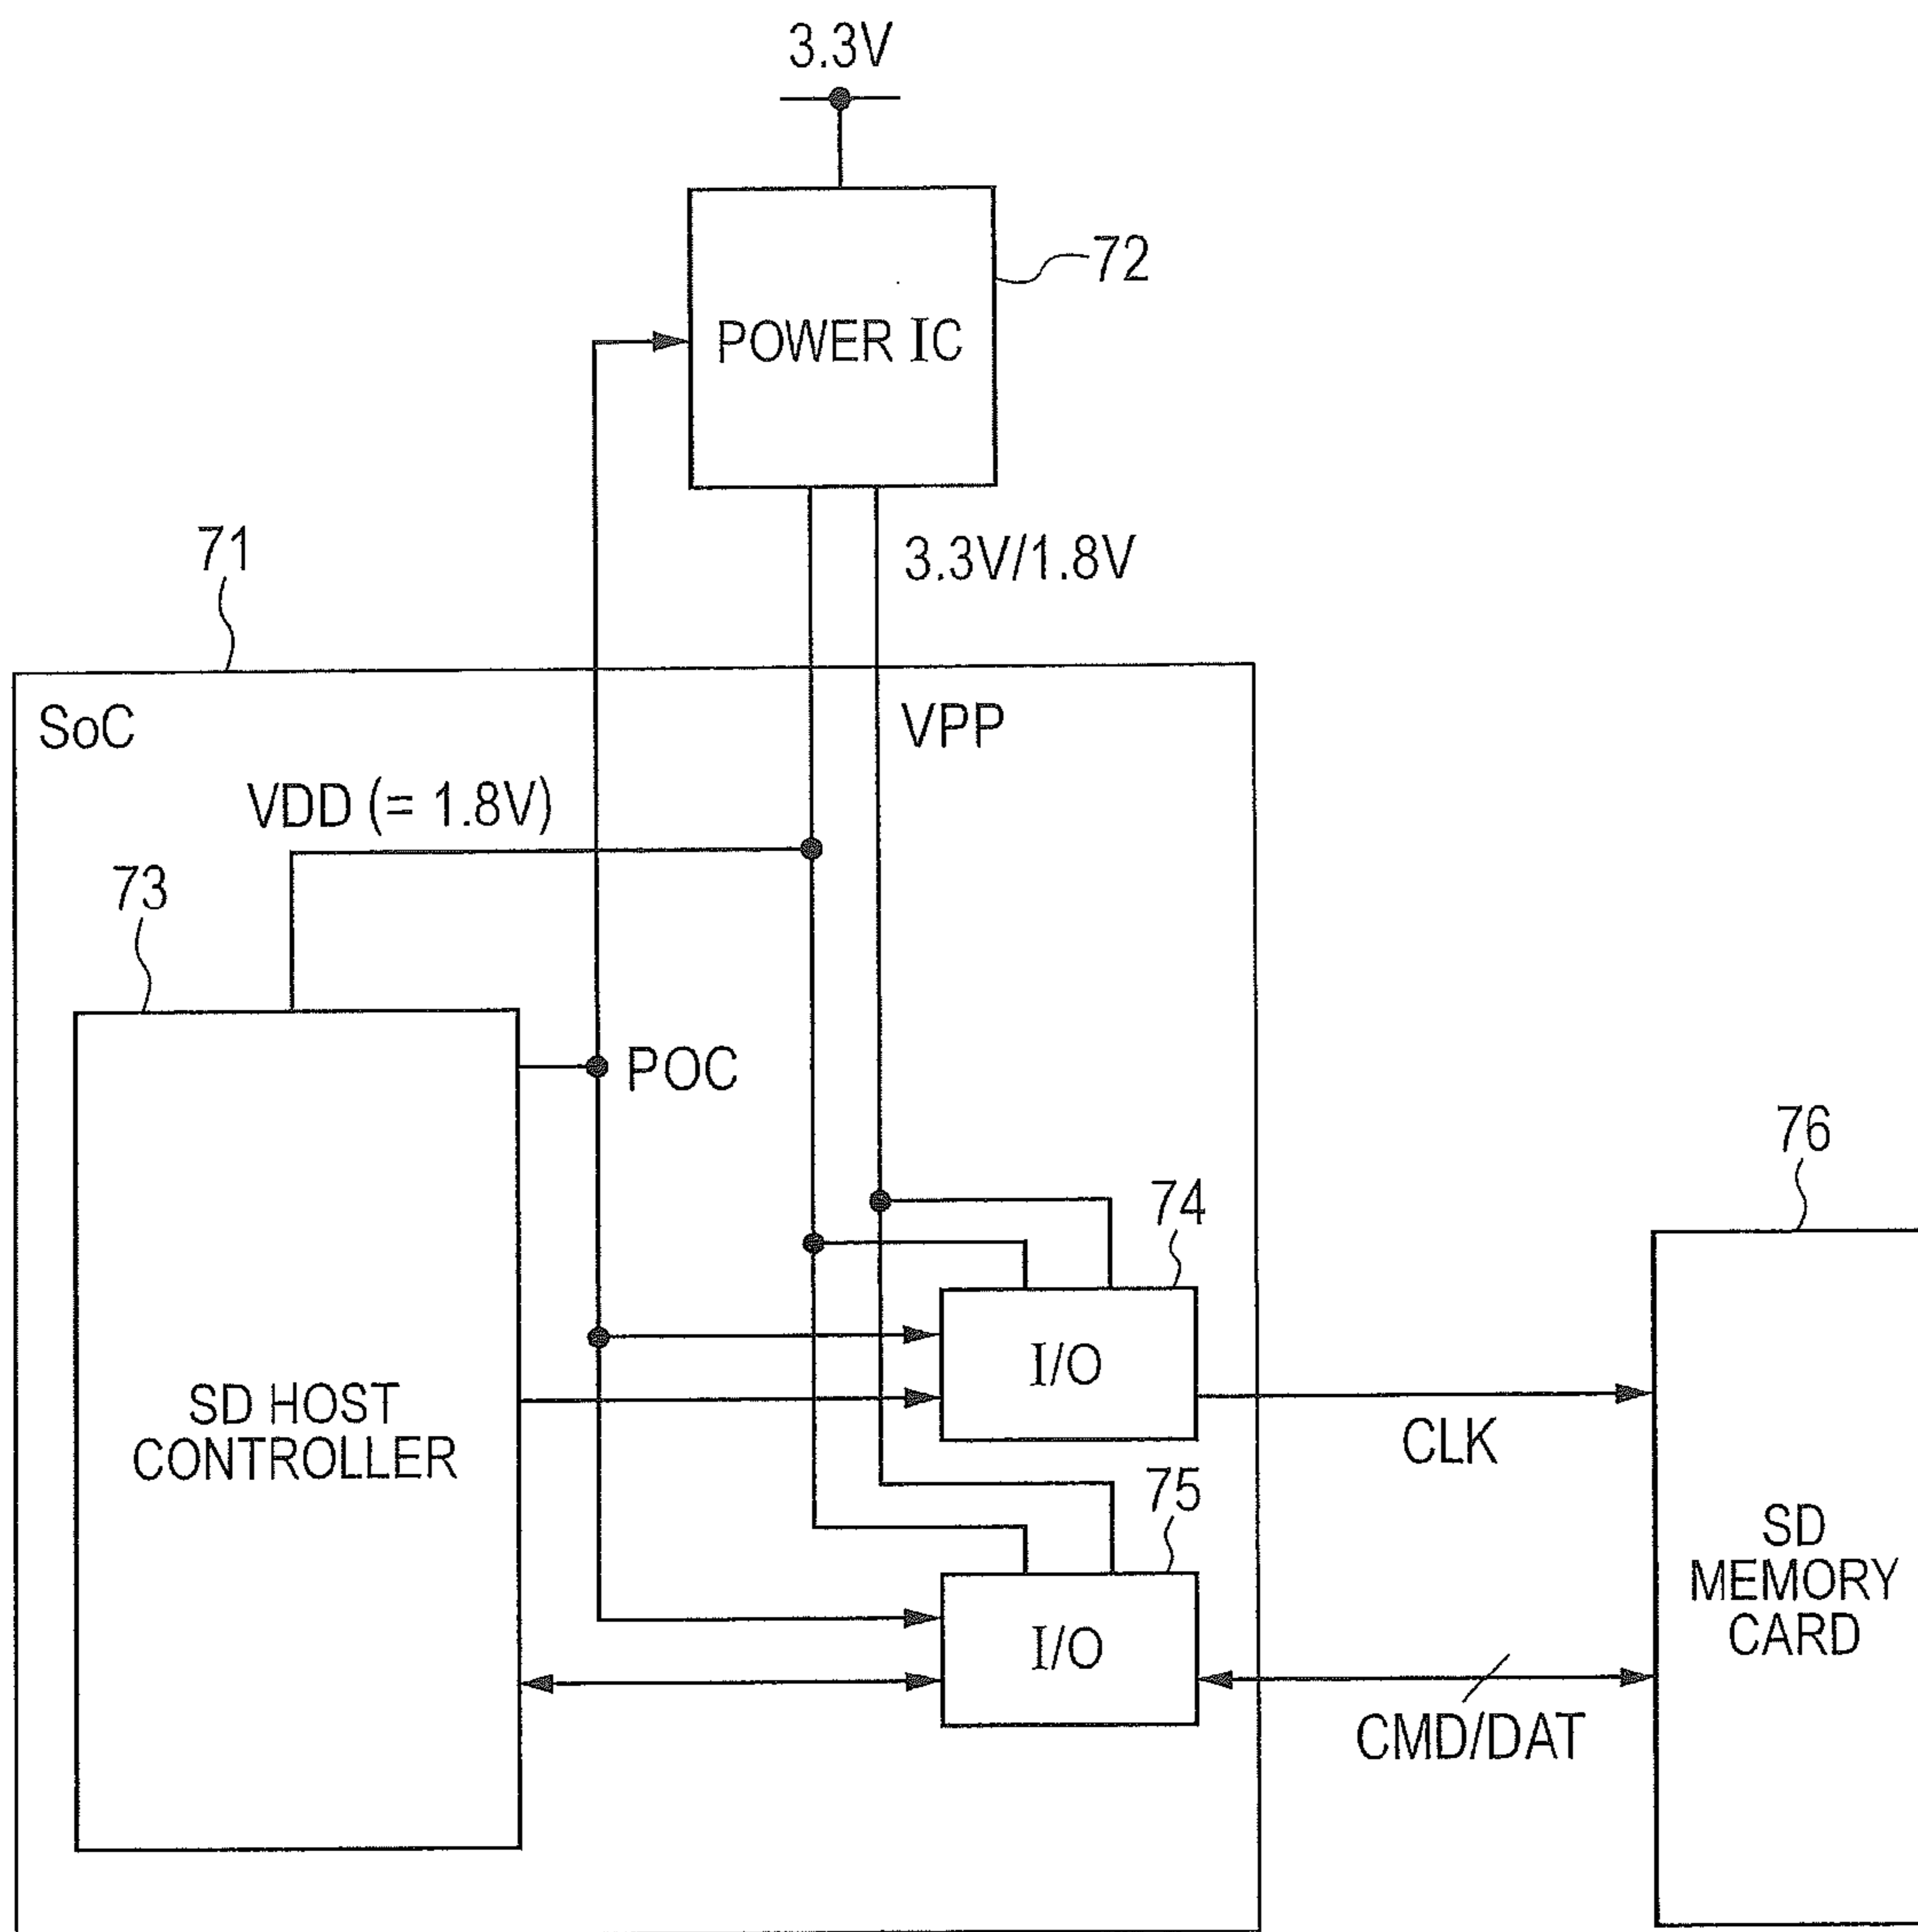 3.3V
72
POWER IC
71
3.3V/1.8V
SoC
VPP
VDD (= 1.8V)
73
POC
76
74
I/O
SD HOST
CONTROLLER
CLK
75
SD
MEMORY
CARD
I/O
CMD/DAT